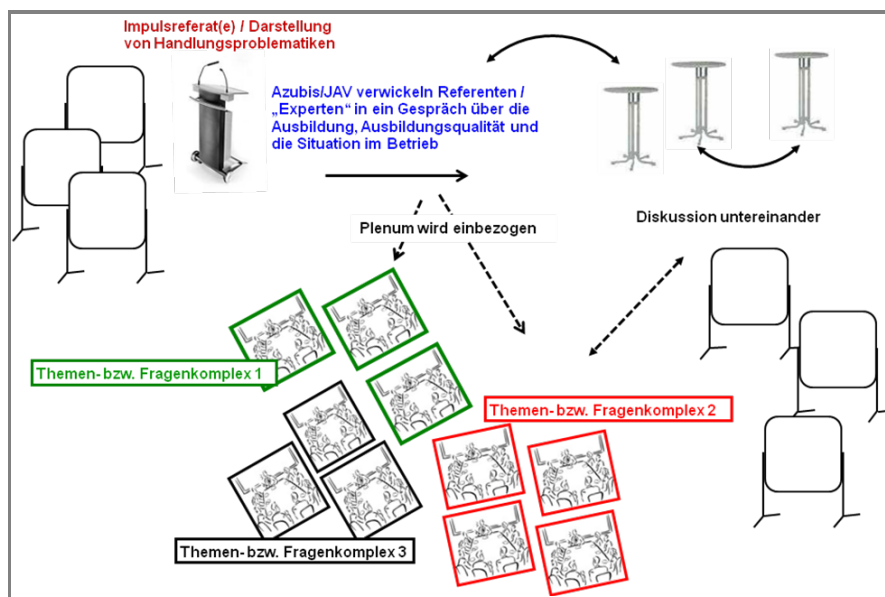 Impulsreferat(e) / Darstellung
von Handlungsproblematiken
Azubis/JAV verwickeln Referenten /
„Experten“ in ein Gespräch über die
Ausbildung, Ausbildungsqualität und
die Situation im Betrieb
Plenum wird einbezogen
Diskussion untereinander
Themen- bzw. Fragenkomplex 1
Themen- bzw. Fragenkomplex 2
Themen- bzw. Fragenkomplex 3